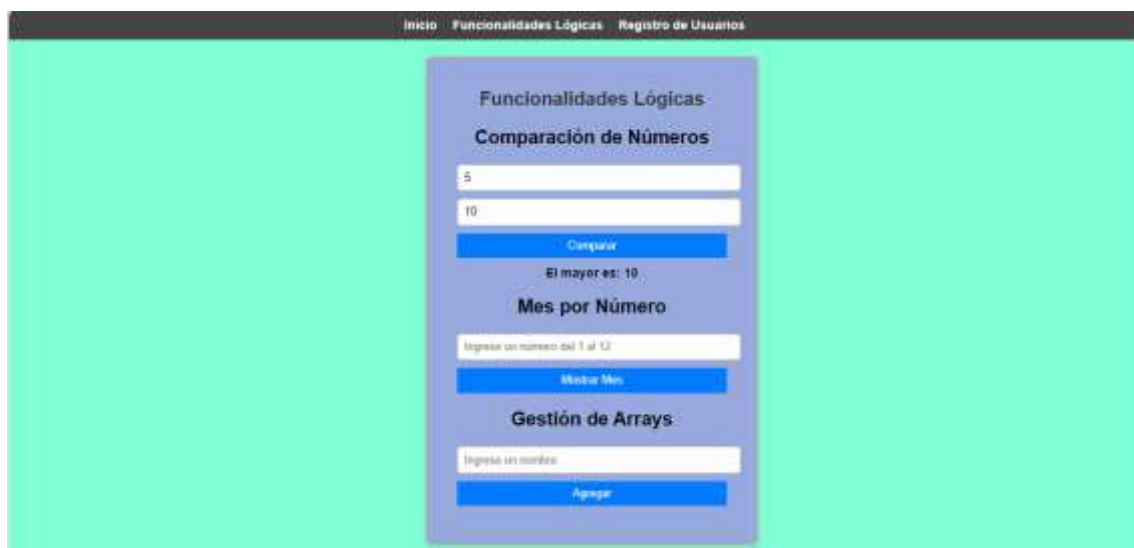 Inicio Funcionalidades Lógicas Registro de Usuarios
Funcionalidades Lógicas
Comparación de Números
5
10
Comparar
El mayor es: 10
Mes por Número
Ingrese un número del 1 al 12
Mostrar Mes
Gestión de Arrays
Ingrese un nombre
Agregar